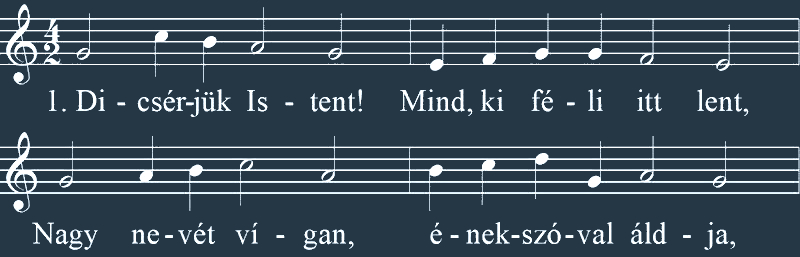 4
2
1. Di - csér-jük Is - tent! Mind, ki fé - li itt lent,
4
Nagy ne-vét ví - gan, é-nek-szó-val áld - ja,